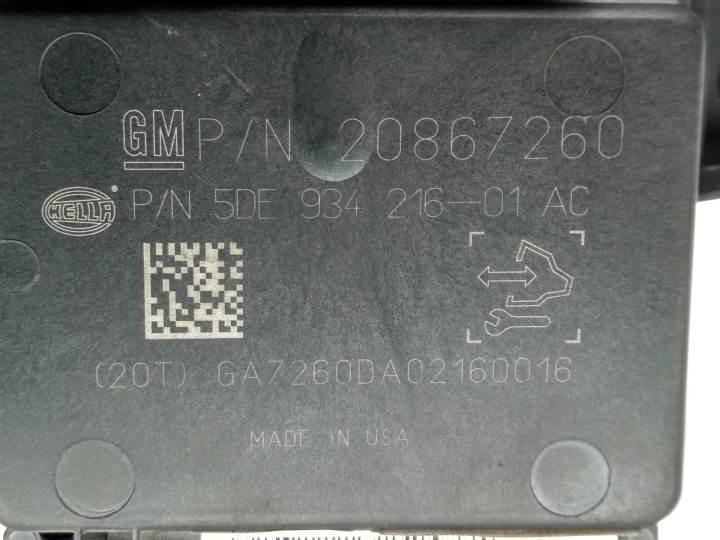 GM P/N 20867260
HELLA® P/N 5DE 934 216-01 AC
(20T) GA7260DA02160016
MADE IN USA